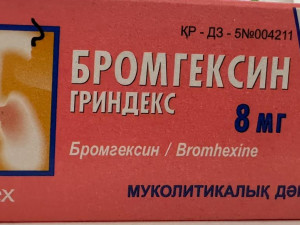 ҚР - ДЗ - 5№004211
БРОМГЕКСИН
ГРИНДЕКС
8 мг
Бромгексин / Bromhexine
МУКОЛИТИКАЛЫҚ